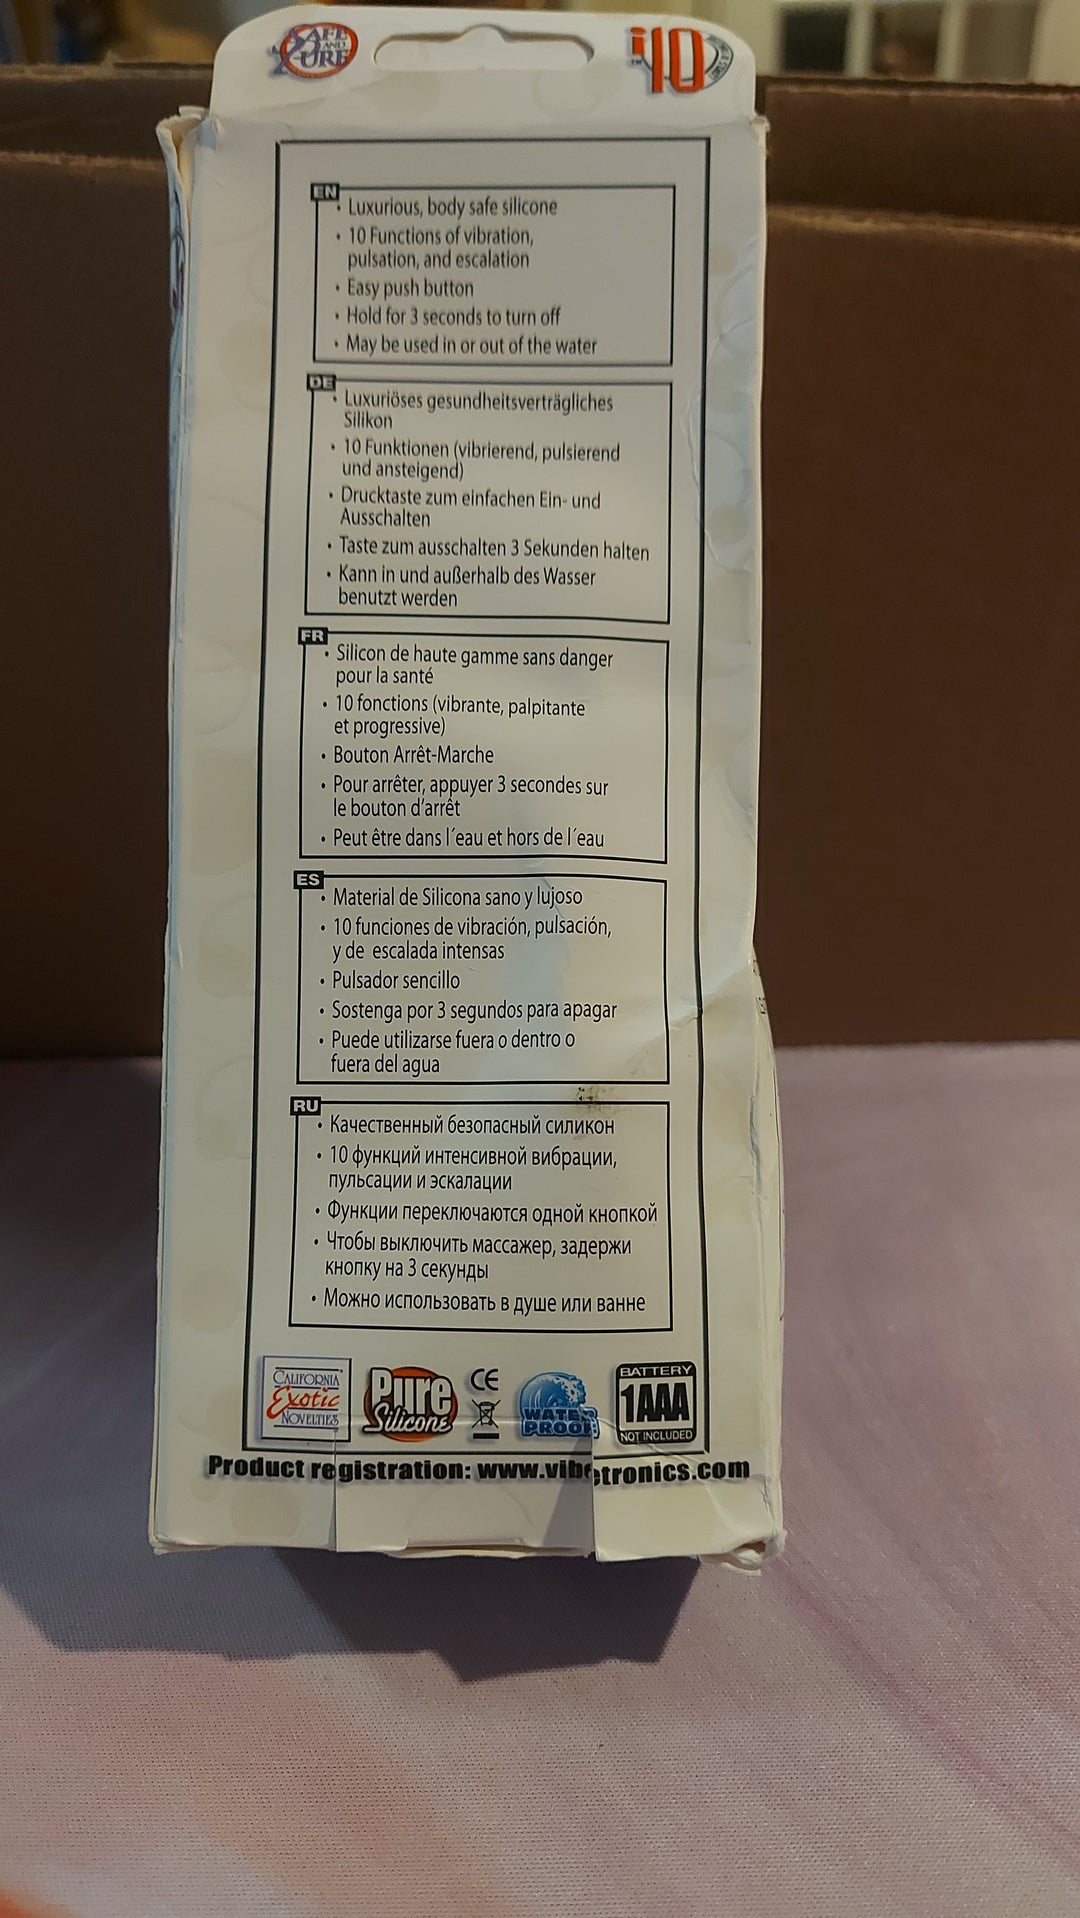 SAFE
AND
PURE
i10
EN
• Luxurious, body safe silicone
• 10 Functions of vibration,
pulsation, and escalation
• Easy push button
• Hold for 3 seconds to turn off
• May be used in or out of the water
DE
• Luxuriöses gesundheitsverträgliches
Silikon
• 10 Funktionen (vibrierend, pulsierend
und ansteigend)
• Drucktaste zum einfachen Ein- und
Ausschalten
• Taste zum ausschalten 3 Sekunden halten
• Kann in und außerhalb des Wasser
benutzt werden
FR
• Silicon de haute gamme sans danger
pour la santé
• 10 fonctions (vibrante, palpitante
et progressive)
• Bouton Arrêt-Marche
• Pour arrêter, appuyer 3 secondes sur
le bouton d'arrêt
• Peut être dans l´eau et hors de l´eau
ES
• Material de Silicona sano y lujoso
• 10 funciones de vibración, pulsación,
y de escalada intensas
• Pulsador sencillo
• Sostenga por 3 segundos para apagar
• Puede utilizarse fuera o dentro o
fuera del agua
RU
• Качественный безопасный силикон
• 10 функций интенсивной вибрации,
пульсации и эскалации
• Функции переключаются одной кнопкой
• Чтобы выключить массажер, задержи
кнопку на 3 секунды
• Можно использовать в душе или ванне
CALIFORNIA
Exotic
NOVELTIES
Pure
Silicone
CE
WATER
PROOF
BATTERY
1AAA
NOT INCLUDED
Product registration: www.vibetronics.com